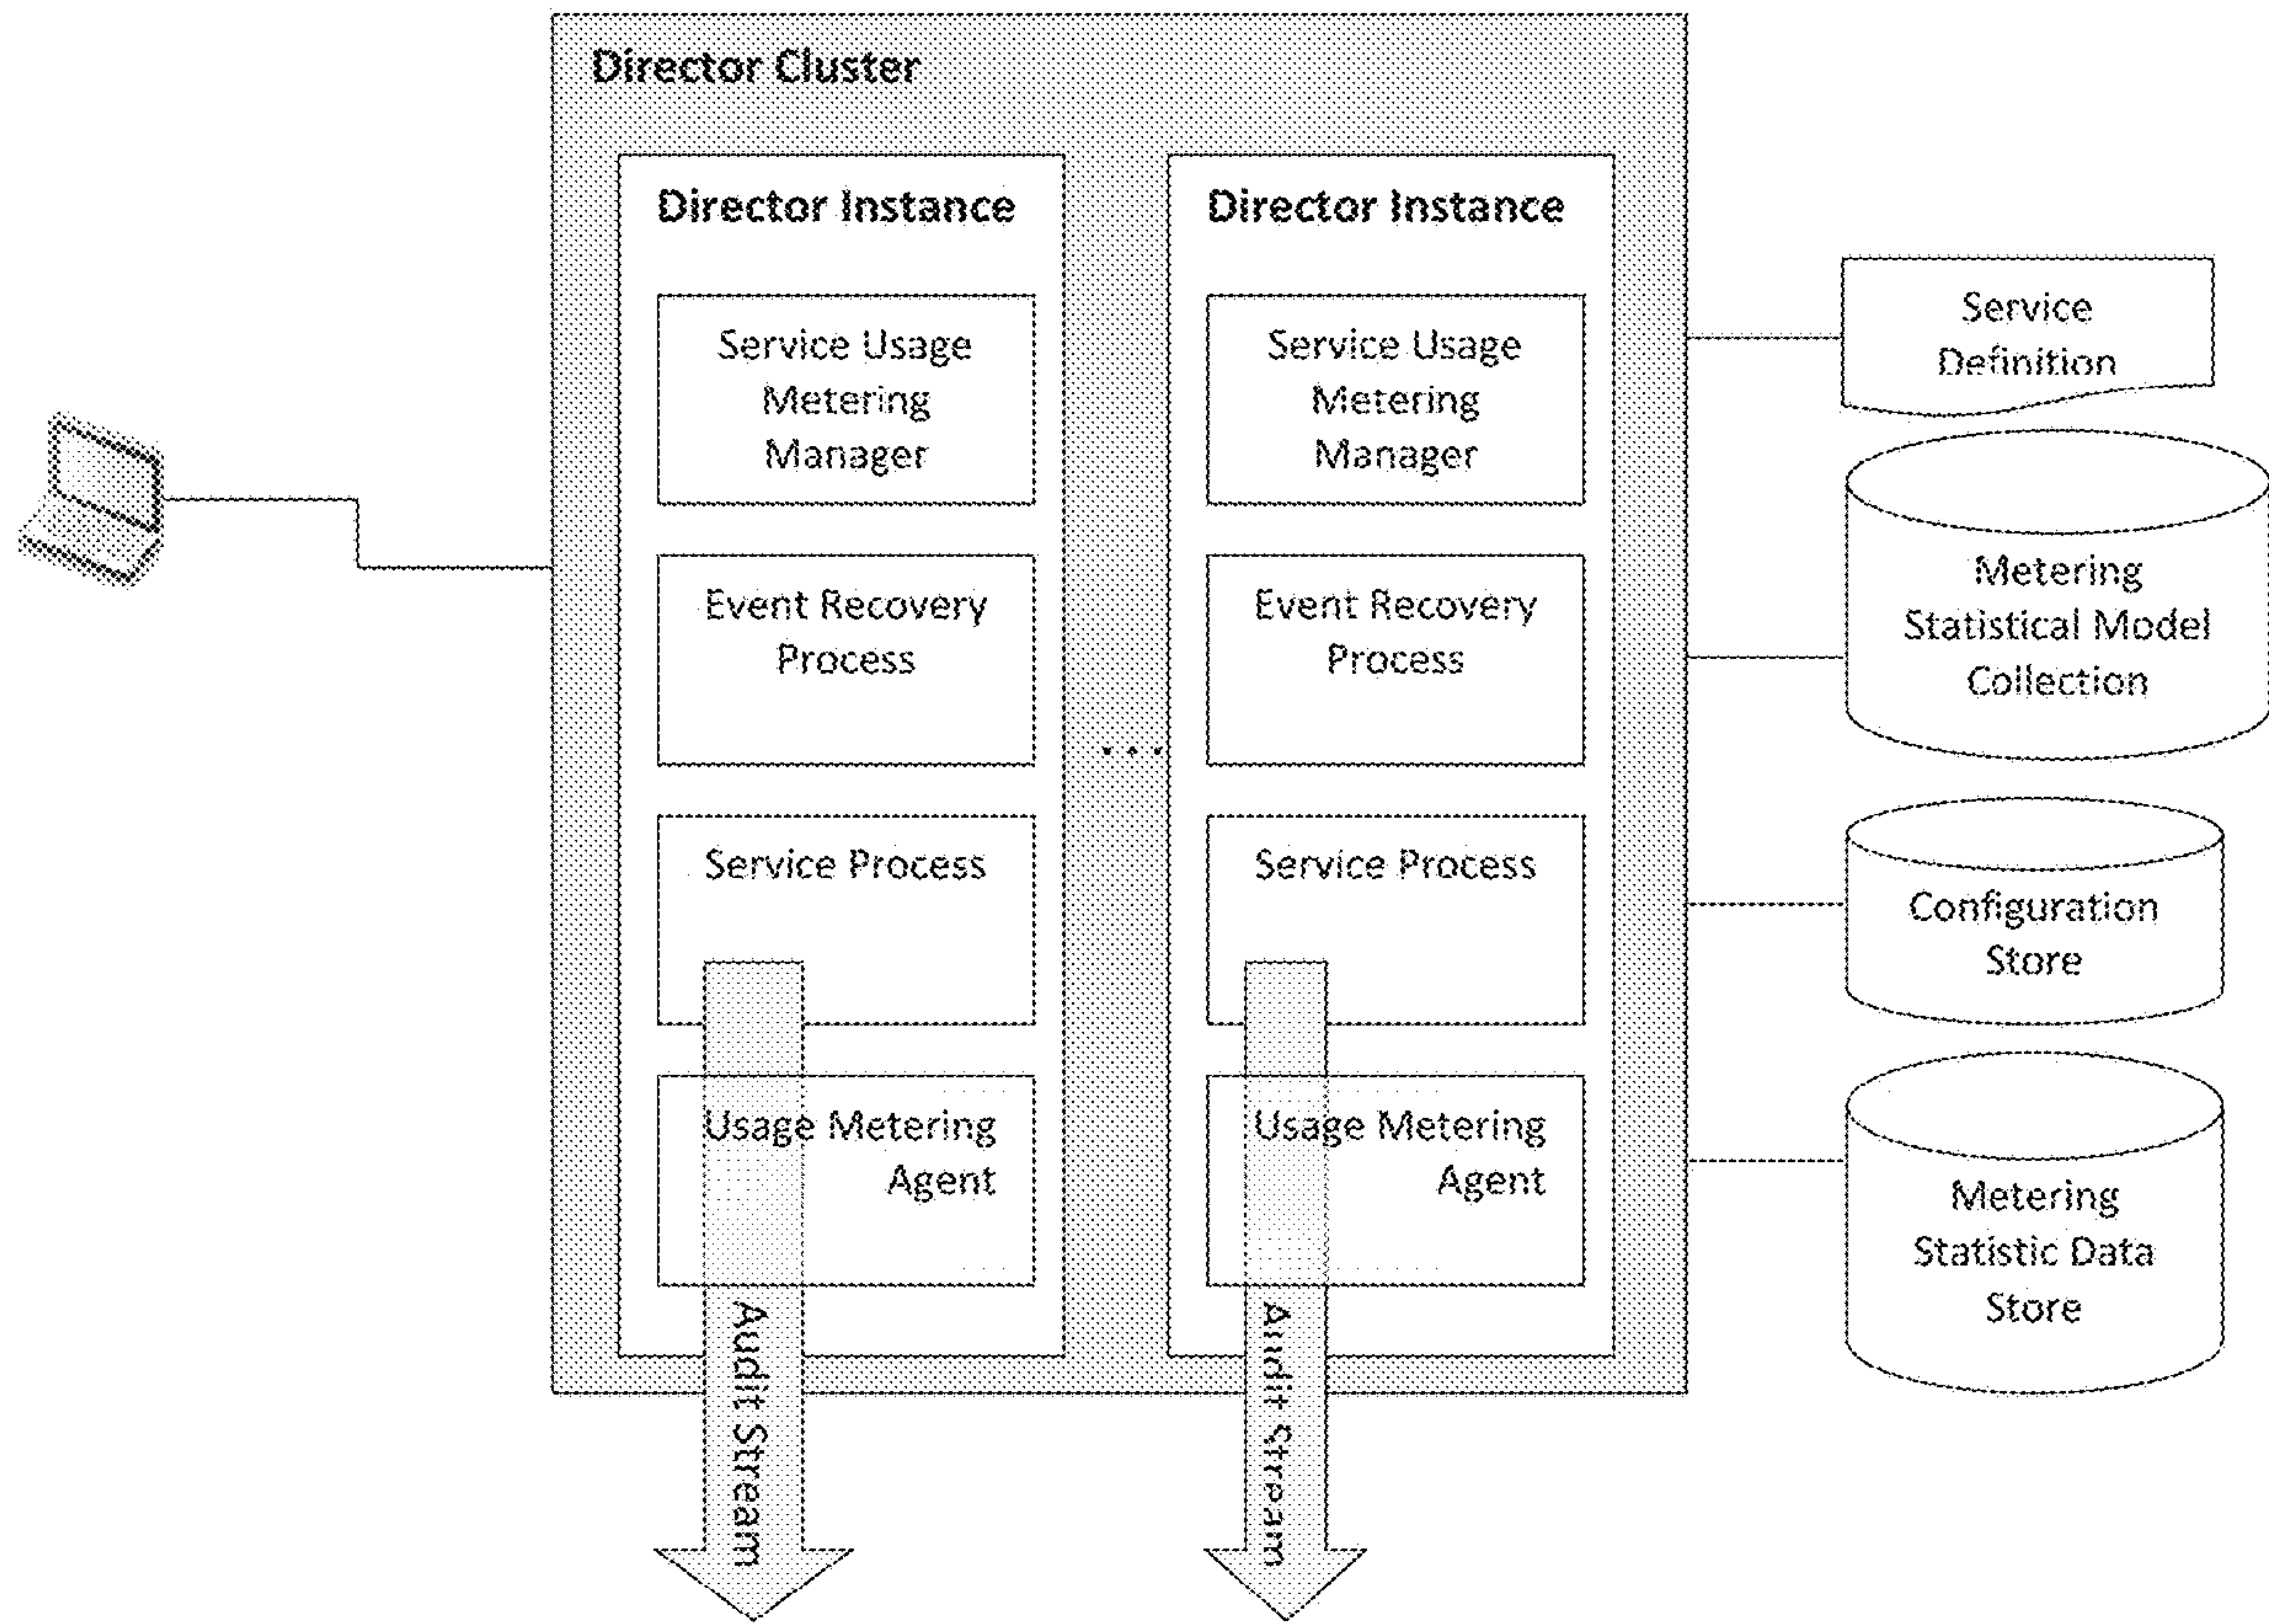 Director Cluster
Director Instance
Service Usage
Metering
Manager
Event Recovery
Process
Service Process
Usage Metering
Agent
Audit Stream
...
Director Instance
Service Usage
Metering
Manager
Event Recovery
Process
Service Process
Usage Metering
Agent
Audit Stream
Service
Definition
Metering
Statistical Model
Collection
Configuration
Store
Metering
Statistic Data
Store